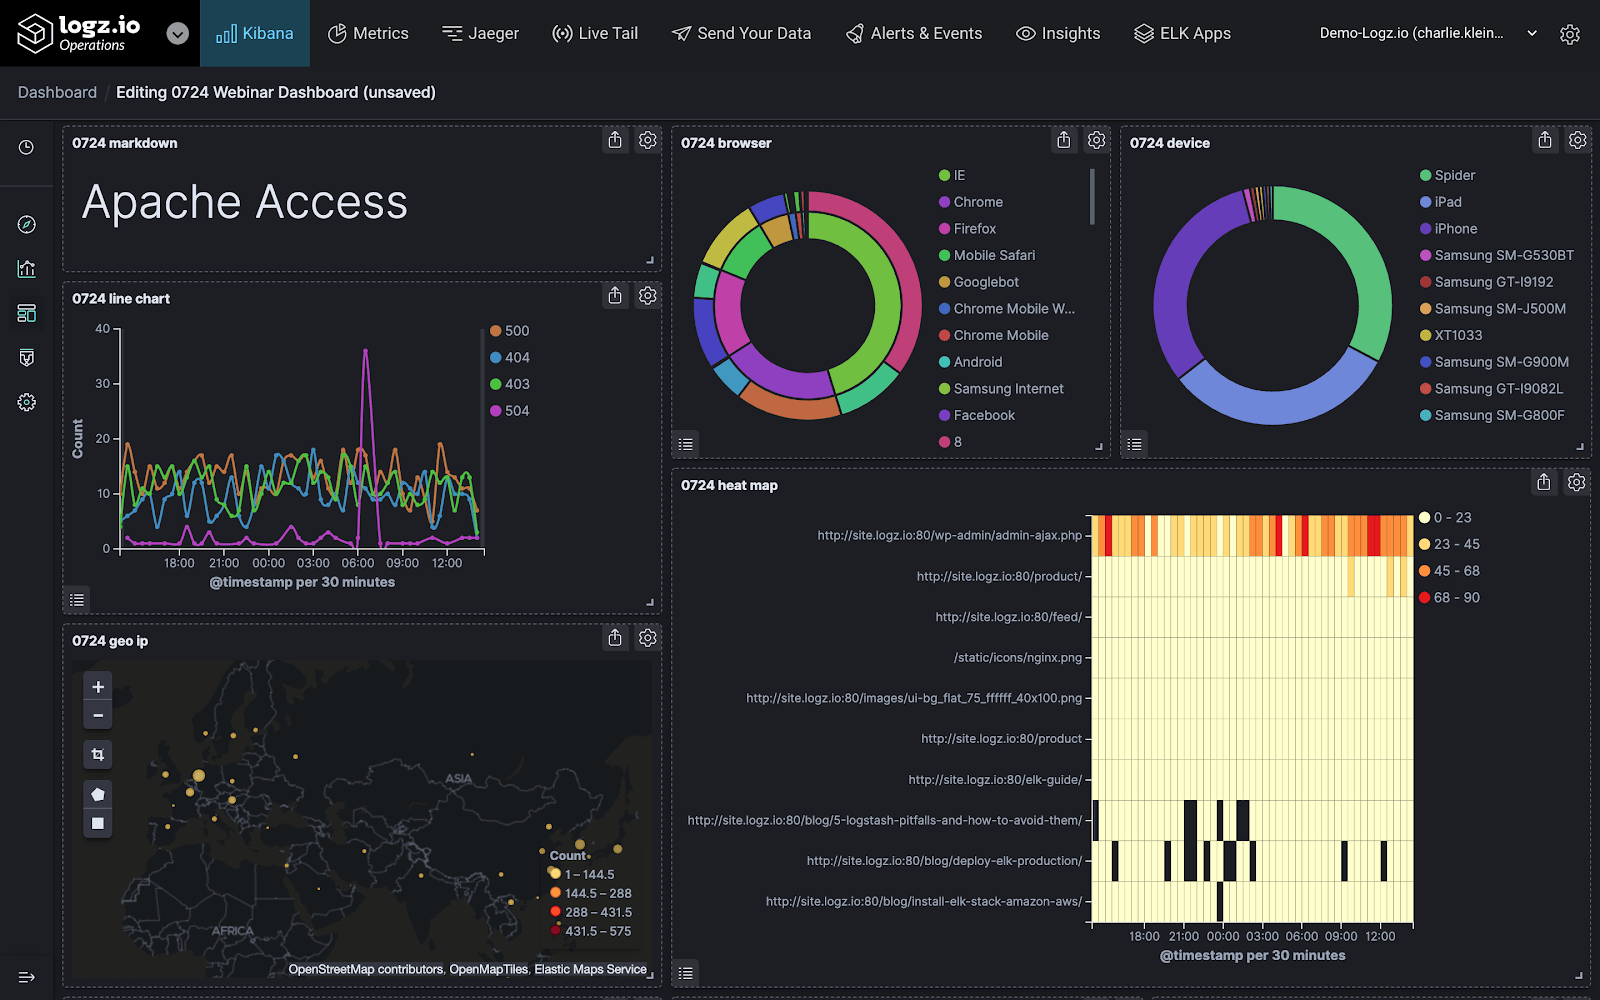 logz.io
Operations
Kibana
Metrics
Jaeger
Live Tail
Send Your Data
Alerts & Events
Insights
ELK Apps
Demo-Logz.io (charlie.klein...
Dashboard / Editing 0724 Webinar Dashboard (unsaved)
0724 markdown
Apache Access
0724 line chart
40
30
20
10
0
Count
18:00 21:00 00:00 03:00 06:00 09:00 12:00
@timestamp per 30 minutes
500
404
403
504
0724 geo ip
ASIA
AFRICA
Count
1 – 144.5
144.5 – 288
288 – 431.5
431.5 – 575
OpenStreetMap contributors, OpenMapTiles, Elastic Maps Service
0724 browser
IE
Chrome
Firefox
Mobile Safari
Googlebot
Chrome Mobile W...
Chrome Mobile
Android
Samsung Internet
Facebook
8
0724 device
Spider
iPad
iPhone
Samsung SM-G530BT
Samsung GT-I9192
Samsung SM-J500M
XT1033
Samsung SM-G900M
Samsung GT-I9082L
Samsung SM-G800F
0724 heat map
http://site.logz.io:80/wp-admin/admin-ajax.php
http://site.logz.io:80/product/
http://site.logz.io:80/feed/
/static/icons/nginx.png
http://site.logz.io:80/images/ui-bg_flat_75_ffffff_40x100.png
http://site.logz.io:80/product
http://site.logz.io:80/elk-guide/
http://site.logz.io:80/blog/5-logstash-pitfalls-and-how-to-avoid-them/
http://site.logz.io:80/blog/deploy-elk-production/
http://site.logz.io:80/blog/install-elk-stack-amazon-aws/
18:00 21:00 00:00 03:00 06:00 09:00 12:00
@timestamp per 30 minutes
0 - 23
23 - 45
45 - 68
68 - 90